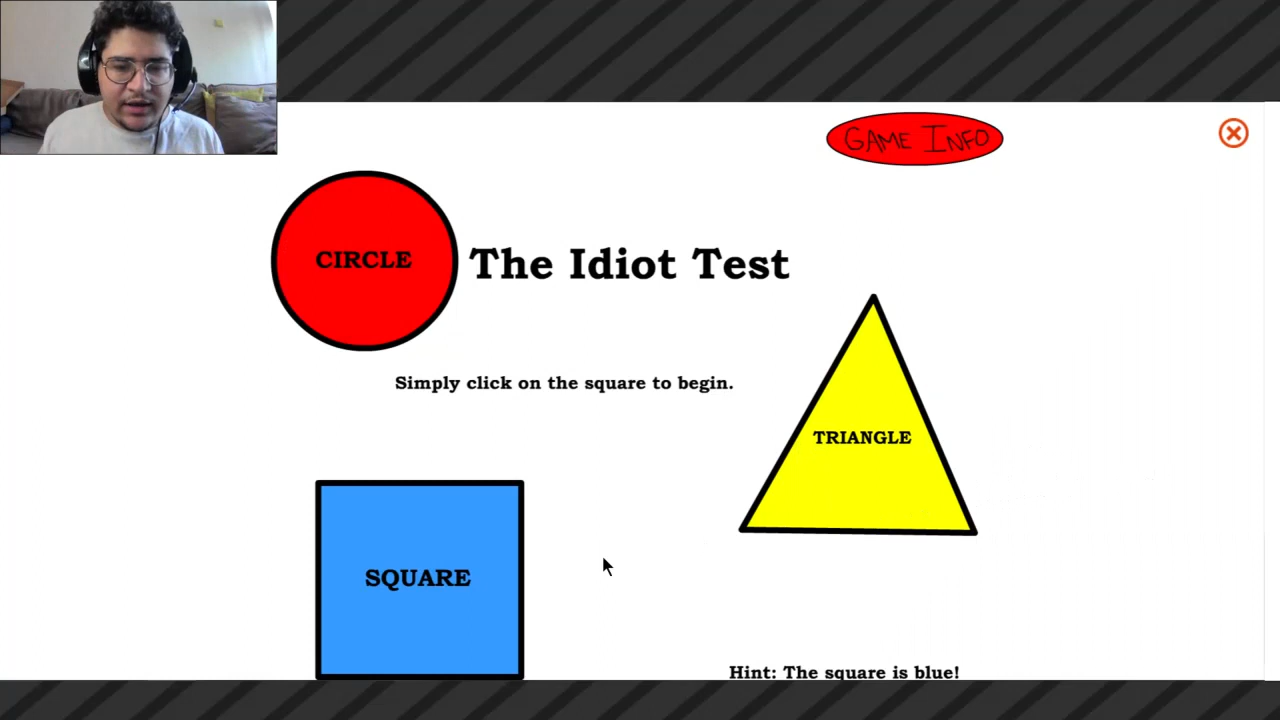 GAME INFO
CIRCLE
The Idiot Test
Simply click on the square to begin.
TRIANGLE
SQUARE
Hint: The square is blue!